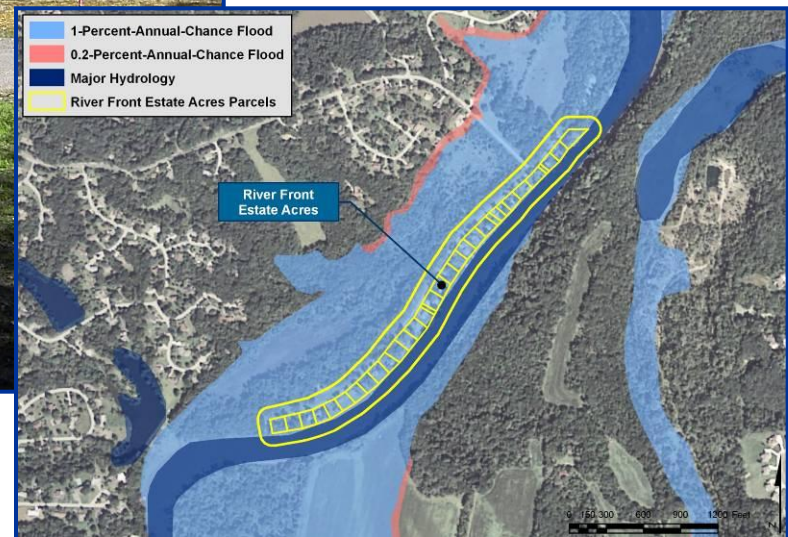 1-Percent-Annual-Chance Flood
0.2-Percent-Annual-Chance Flood
Major Hydrology
River Front Estate Acres Parcels
River Front
Estate Acres
0 150 300 600 900 1200 Feet
N